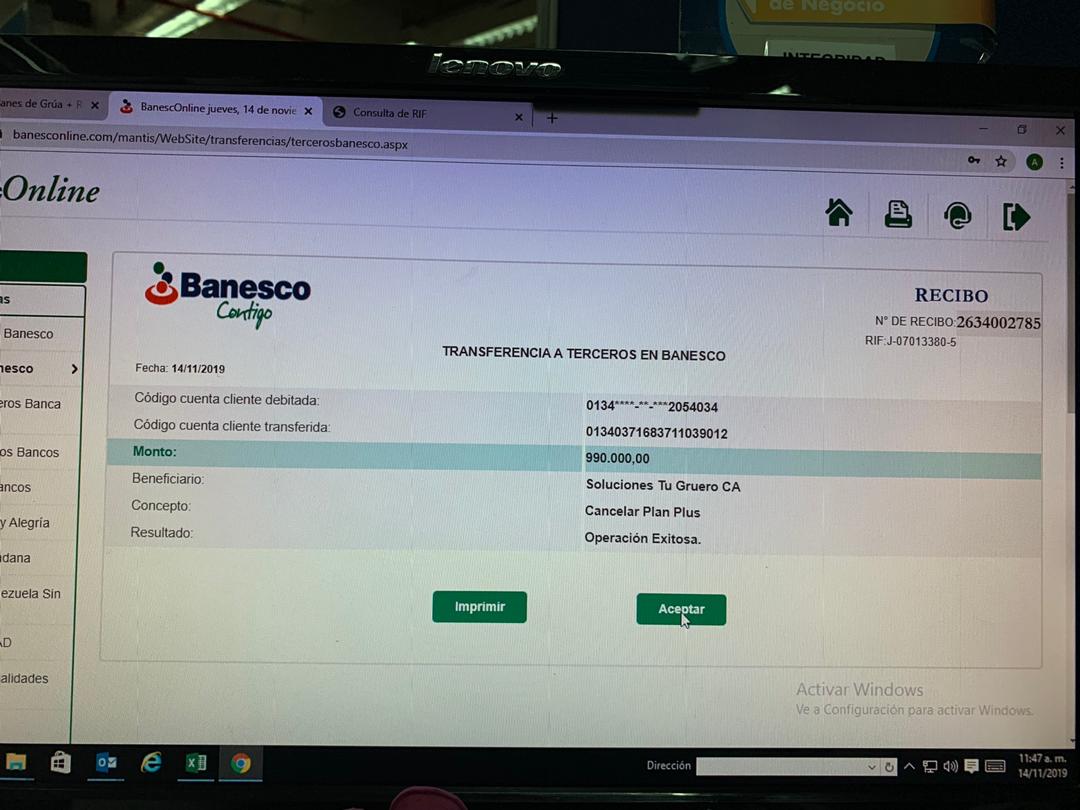 de Negocio
INTEGRIDAD
lenovo
anes de Grúa + R
BanescOnline jueves, 14 de novie
Consulta de RIF
banesconline.com/mantis/WebSite/transferencias/tercerosbanesco.aspx
A
Online
as
Banesco
nesco
eros Banca
os Bancos
ancos
y Alegría
dana
ezuela Sin
AD
alidades
Banesco
Contigo
RECIBO
N° DE RECIBO:2634002785
RIF:J-07013380-5
TRANSFERENCIA A TERCEROS EN BANESCO
Fecha: 14/11/2019
Código cuenta cliente debitada: 0134****-**-***2054034
Código cuenta cliente transferida: 01340371683711039012
Monto: 990.000,00
Beneficiario: Soluciones Tu Gruero CA
Concepto: Cancelar Plan Plus
Resultado: Operación Exitosa.
Imprimir
Aceptar
Activar Windows
Ve a Configuración para activar Windows.
Dirección
11:47 a. m.
14/11/2019